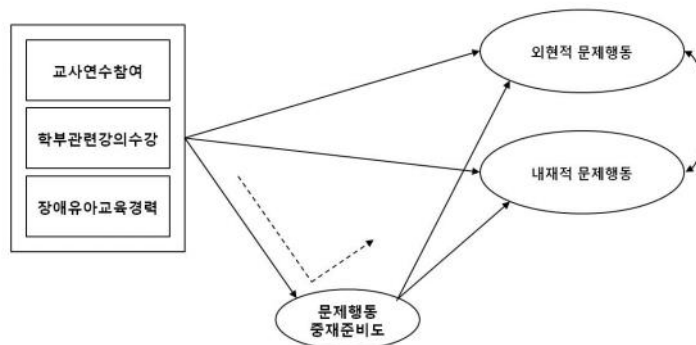 교사연수참여
학부관련강의수강
장애유아교육경력
외현적 문제행동
내재적 문제행동
문제행동
중재준비도